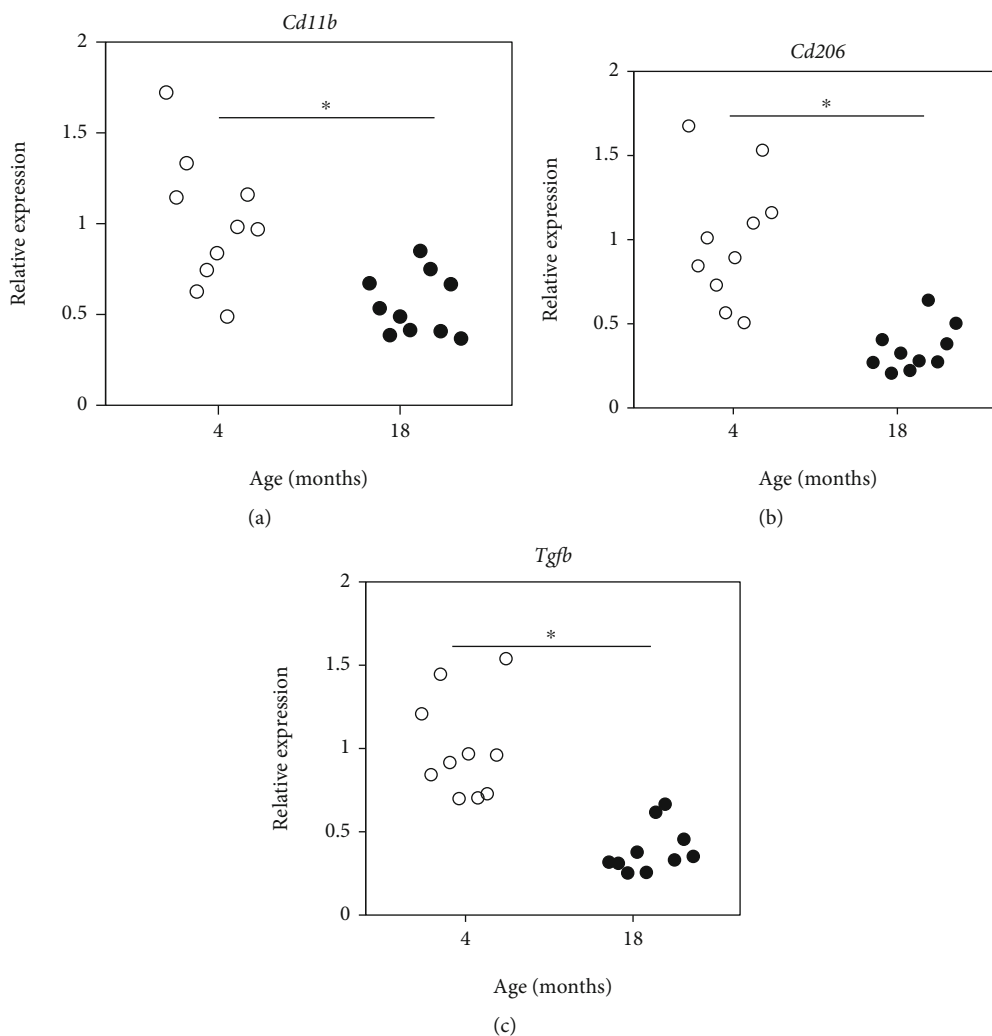 Cd11b
2
1.5
1
0.5
0
Relative expression
*
4
18
Age (months)
(a)
Cd206
2
1.5
1
0.5
0
Relative expression
*
4
18
Age (months)
(b)
Tgfb
2
1.5
1
0.5
0
Relative expression
*
4
18
Age (months)
(c)